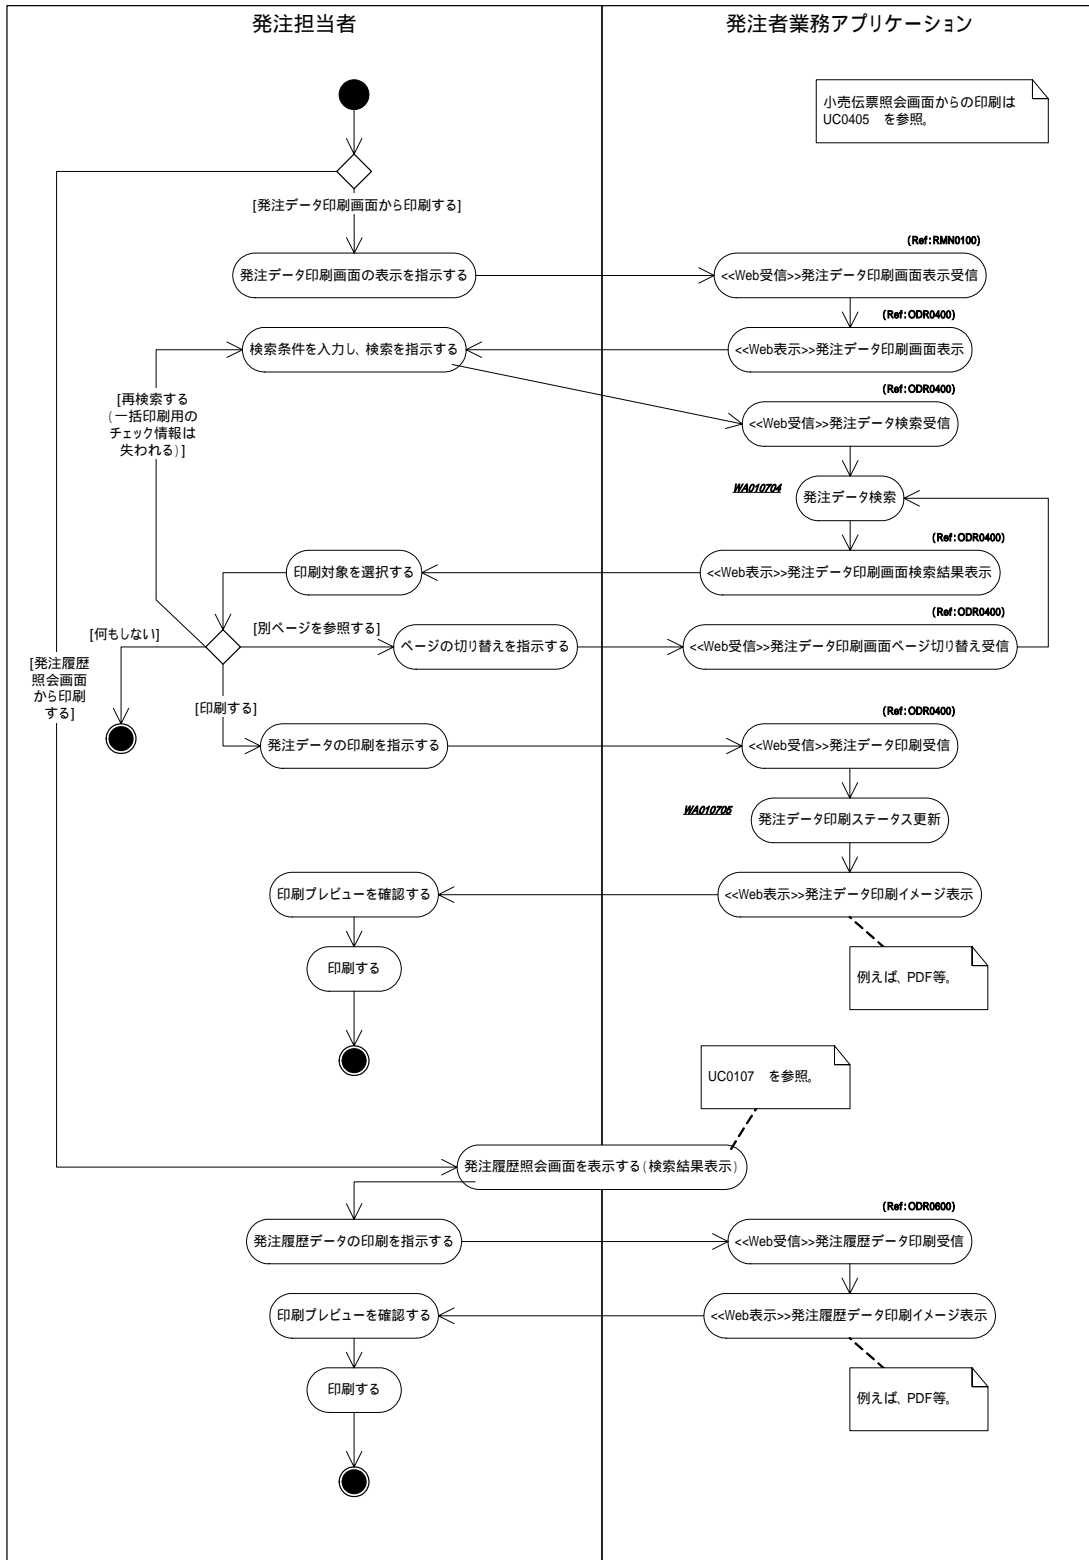 発注担当者
発注者業務アプリケーション
小売伝票照会画面からの印刷は
UC0405　を参照。
[発注データ印刷画面から印刷する]
(Ref:RMN0100)
発注データ印刷画面の表示を指示する
<<Web受信>>発注データ印刷画面表示受信
(Ref:ODR0400)
検索条件を入力し、検索を指示する
<<Web表示>>発注データ印刷画面表示
(Ref:ODR0400)
[再検索する
(一括印刷用の
チェック情報は
失われる)]
<<Web受信>>発注データ検索受信
WA010704
発注データ検索
(Ref:ODR0400)
印刷対象を選択する
<<Web表示>>発注データ印刷画面検索結果表示
(Ref:ODR0400)
[何もしない]
[別ページを参照する]
ページの切り替えを指示する
<<Web受信>>発注データ印刷画面ページ切り替え受信
[発注履歴
照会画面
から印刷
する]
[印刷する]
(Ref:ODR0400)
発注データの印刷を指示する
<<Web受信>>発注データ印刷受信
WA010705
発注データ印刷ステータス更新
印刷プレビューを確認する
<<Web表示>>発注データ印刷イメージ表示
印刷する
例えば、PDF等。
UC0107　を参照。
発注履歴照会画面を表示する(検索結果表示)
(Ref:ODR0600)
発注履歴データの印刷を指示する
<<Web受信>>発注履歴データ印刷受信
印刷プレビューを確認する
<<Web表示>>発注履歴データ印刷イメージ表示
印刷する
例えば、PDF等。